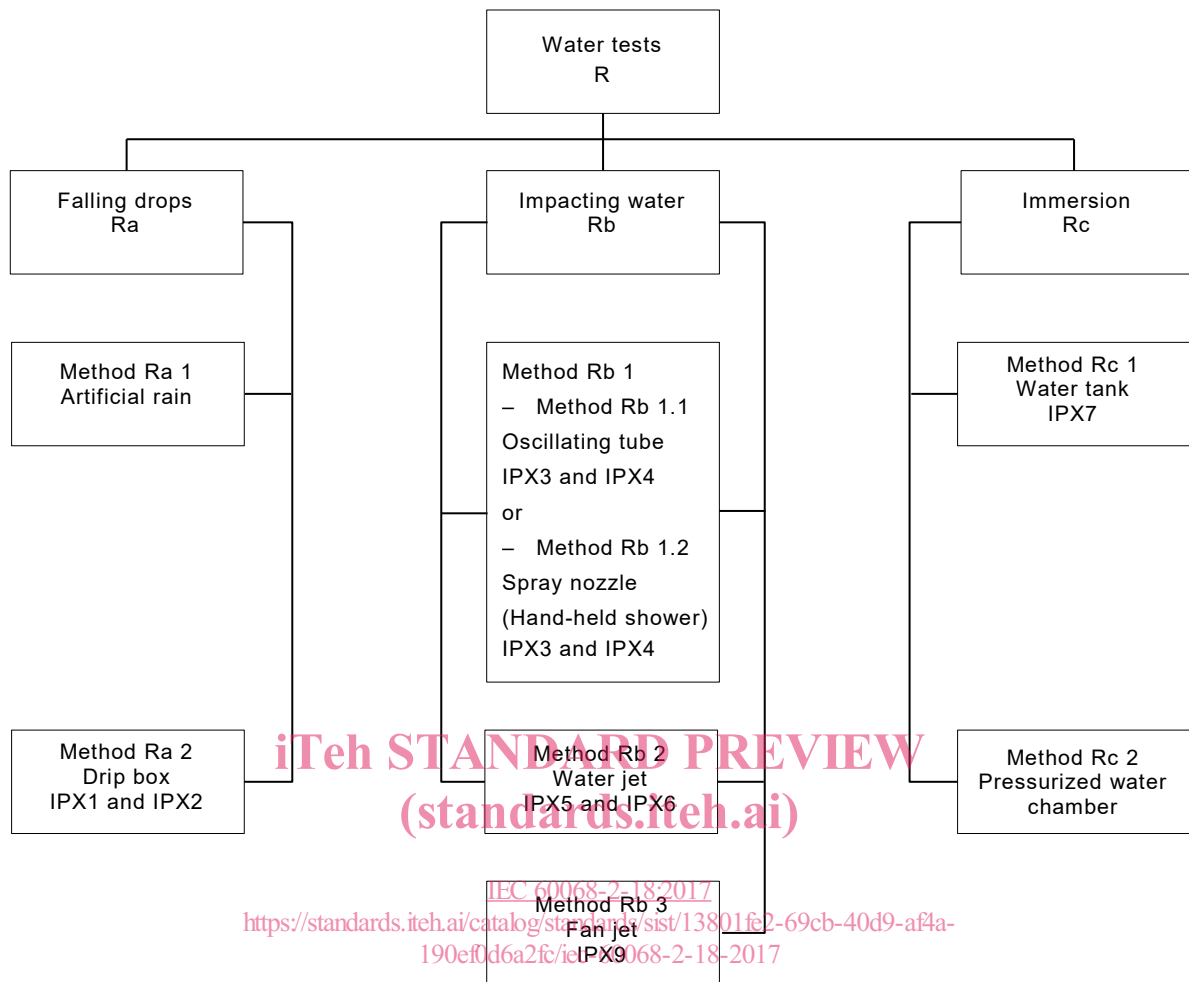 Water tests
R
Falling drops
Ra
Impacting water
Rb
Immersion
Rc
Method Ra 1
Artificial rain
Method Rb 1
– Method Rb 1.1
Oscillating tube
IPX3 and IPX4
or
– Method Rb 1.2
Spray nozzle
(Hand-held shower)
IPX3 and IPX4
Method Rc 1
Water tank
IPX7
Method Ra 2
Drip box
IPX1 and IPX2
Method Rb 2
Water jet
IPX5 and IPX6
Method Rc 2
Pressurized water
chamber
iTeh STANDARD PREVIEW
(standards.iteh.ai)
Method Rb 3
Fan jet
IPX9
IEC 60068-2-18:2017
https://standards.iteh.ai/catalog/standards/sist/13801fe2-69cb-40d9-af4a-
190ef0d6a2fc/iec-60068-2-18-2017